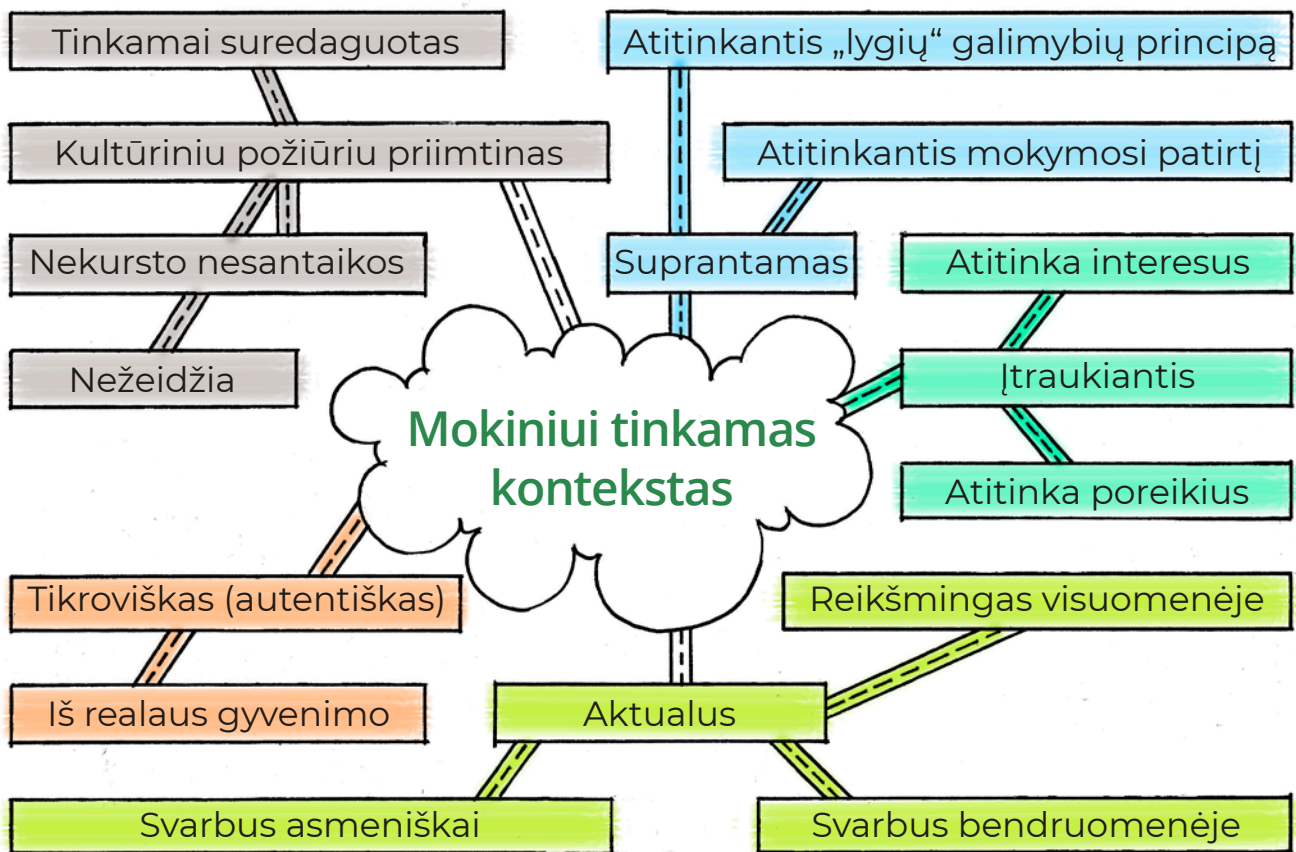 Tinkamai suredaguotas
Atitinkantis „lygių“ galimybių principą
Kultūriniu požiūriu priimtinas
Atitinkantis mokymosi patirtį
Nekursto nesantaikos
Suprantamas
Atitinka interesus
Nežeidžia
Įtraukiantis
Mokiniui tinkamas
kontekstas
Atitinka poreikius
Tikroviškas (autentiškas)
Reikšmingas visuomenėje
Iš realaus gyvenimo
Aktualus
Svarbus asmeniškai
Svarbus bendruomenėje